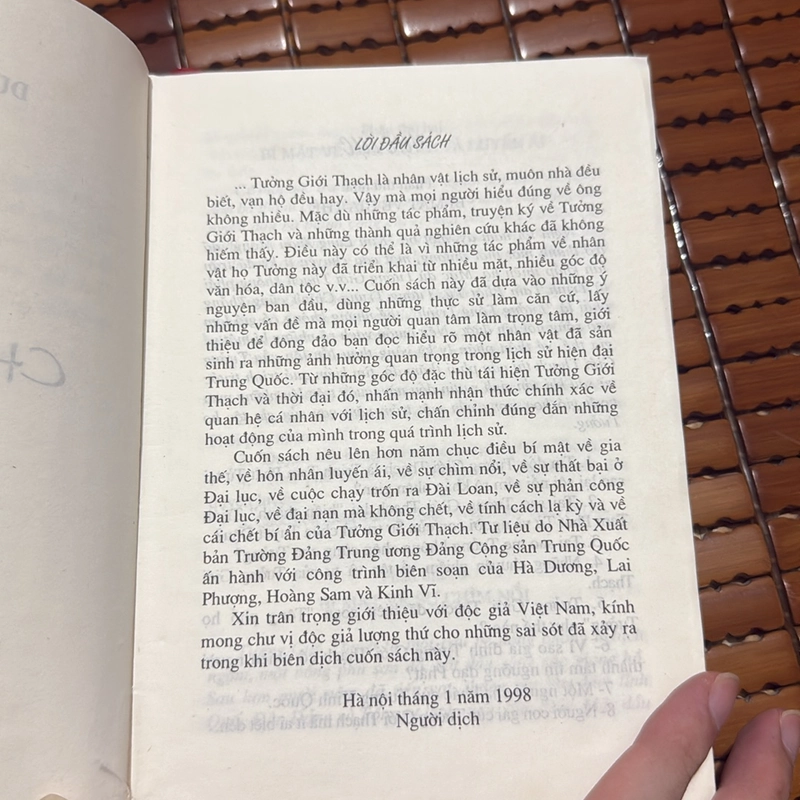 LỜI ĐẦU SÁCH
... Tưởng Giới Thạch là nhân vật lịch sử, muôn nhà đều
biết, vạn hộ đều hay. Vậy mà mọi người hiểu đúng về ông
không nhiều. Mặc dù những tác phẩm, truyện ký về Tưởng
Giới Thạch và những thành quả nghiên cứu khác đã không
hiếm thấy. Điều này có thể là vì những tác phẩm về nhân
vật họ Tưởng này đã triển khai từ nhiều mặt, nhiều góc độ
văn hóa, dân tộc v.v... Cuốn sách này đã dựa vào những ý
nguyện ban đầu, dùng những thực sử làm căn cứ, lấy
những vấn đề mà mọi người quan tâm làm trọng tâm, giới
thiệu để đông đảo bạn đọc hiểu rõ một nhân vật đã sản
sinh ra những ảnh hưởng quan trọng trong lịch sử hiện đại
Trung Quốc. Từ những góc độ đặc thù tái hiện Tưởng Giới
Thạch và thời đại đó, nhấn mạnh nhận thức chính xác về
quan hệ cá nhân với lịch sử, chấn chỉnh đúng đắn những
hoạt động của mình trong quá trình lịch sử.
Cuốn sách nêu lên hơn năm chục điều bí mật về gia
thế, về hôn nhân luyến ái, về sự chìm nổi, về sự thất bại ở
Đại lục, về cuộc chạy trốn ra Đài Loan, về sự phản công
Đại lục, về đại nạn mà không chết, về tính cách lạ kỳ và về
cái chết bí ẩn của Tưởng Giới Thạch. Tư liệu do Nhà Xuất
bản Trường Đảng Trung ương Đảng Cộng sản Trung Quốc
ấn hành với công trình biên soạn của Hà Dương, Lai
Phượng, Hoàng Sam và Kinh Vĩ.
Xin trân trọng giới thiệu với độc giả Việt Nam, kính
mong chư vị độc giả lượng thứ cho những sai sót đã xảy ra
trong khi biên dịch cuốn sách này.
Hà nội tháng 1 năm 1998
Người dịch